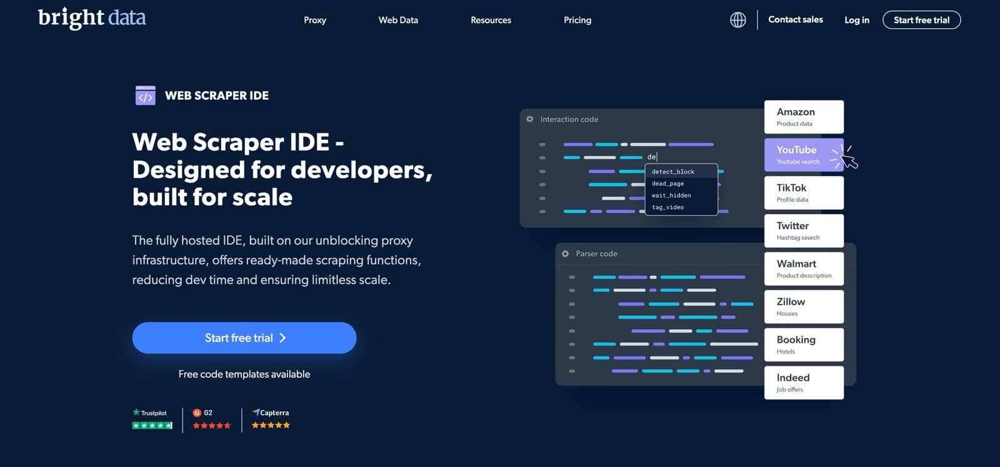 bright data
Proxy
Web Data
Resources
Pricing
Contact sales
Log in
Start free trial
WEB SCRAPER IDE
Web Scraper IDE -
Designed for developers,
built for scale
The fully hosted IDE, built on our unblocking proxy
infrastructure, offers ready-made scraping functions,
reducing dev time and ensuring limitless scale.
Start free trial
Free code templates available
Trustpilot
G2
Capterra
Interaction code
de
detect_block
dead_page
wait_hidden
tag_video
Parser code
Amazon
Product data
YouTube
Youtube search
TikTok
Profile data
Twitter
Hashtag search
Walmart
Product description
Zillow
Houses
Booking
Hotels
Indeed
Job offers